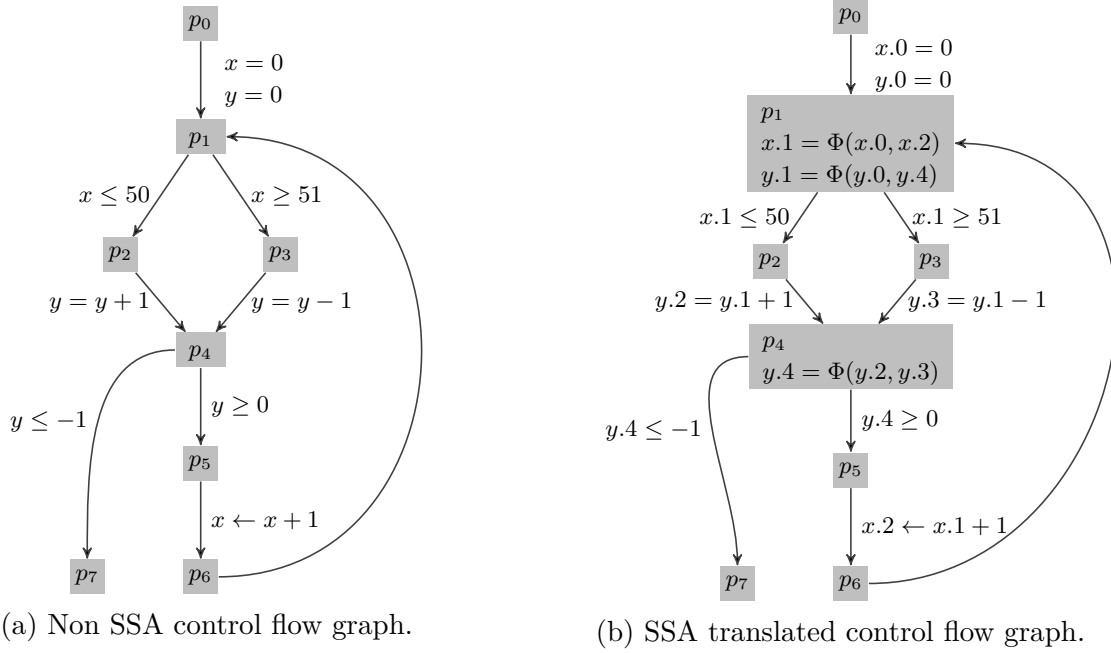 p₀
x = 0
y = 0
p₁
x ≤ 50
x ≥ 51
p₂
p₃
y = y + 1
y = y − 1
p₄
y ≤ −1
y ≥ 0
p₅
x ← x + 1
p₇
p₆
(a) Non SSA control flow graph.
p₀
x.0 = 0
y.0 = 0
p₁
x.1 = Φ(x.0, x.2)
y.1 = Φ(y.0, y.4)
x.1 ≤ 50
x.1 ≥ 51
p₂
p₃
y.2 = y.1 + 1
y.3 = y.1 − 1
p₄
y.4 = Φ(y.2, y.3)
y.4 ≤ −1
y.4 ≥ 0
p₅
x.2 ← x.1 + 1
p₇
p₆
(b) SSA translated control flow graph.